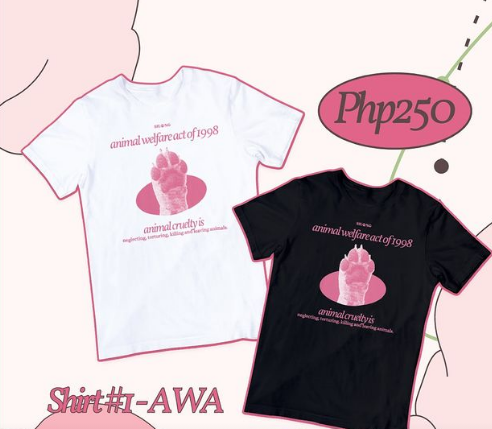 Php250
animal welfare act of 1998
animal cruelty is
neglecting, torturing, killing and leaving animals.
animal welfare act of 1998
animal cruelty is
neglecting, torturing, killing and leaving animals.
Shirt #1 - AWA